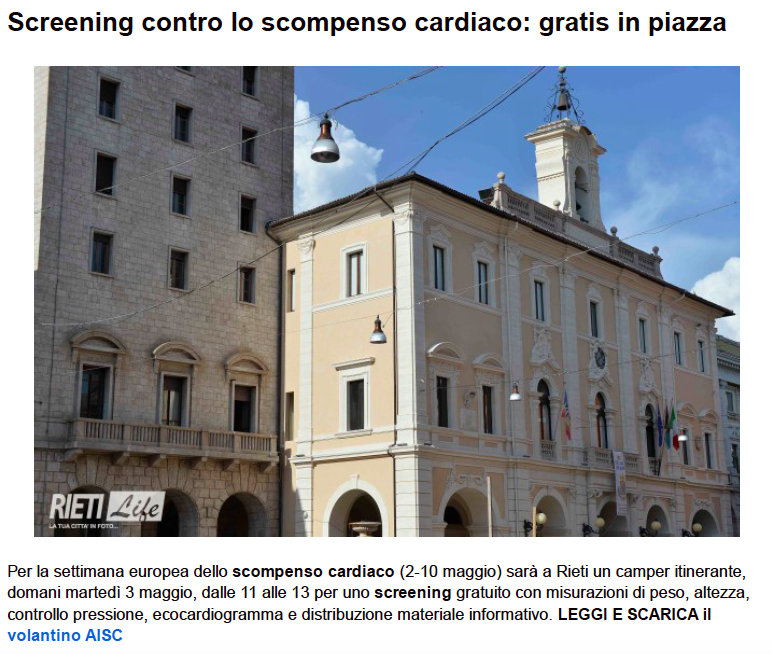 Screening contro lo scompenso cardiaco: gratis in piazza
RIETI Life
LA TUA CITTA' IN FOTO...
Per la settimana europea dello scompenso cardiaco (2-10 maggio) sarà a Rieti un camper itinerante,
domani martedì 3 maggio, dalle 11 alle 13 per uno screening gratuito con misurazioni di peso, altezza,
controllo pressione, ecocardiogramma e distribuzione materiale informativo. LEGGI E SCARICA il
volantino AISC